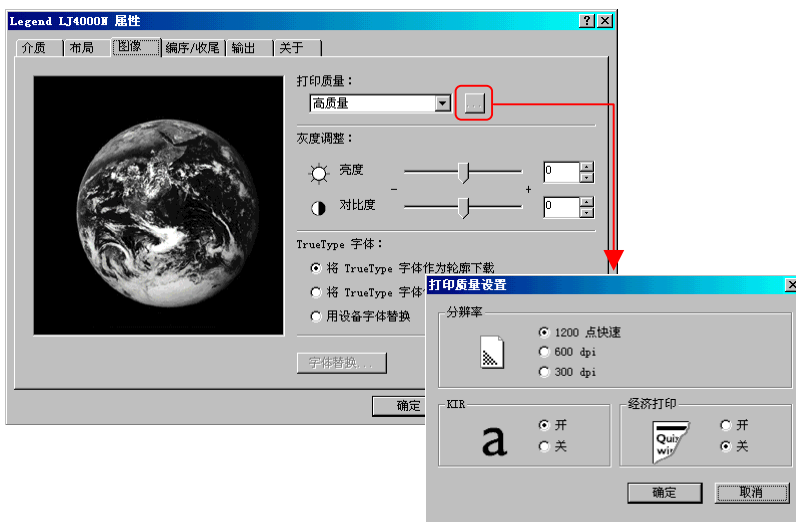 Legend LJ4000N 属性
介质 布局 图像 编序/收尾 输出 关于
打印质量：
高质量
...
灰度调整：
亮度
0
- +
对比度
0
TrueType 字体：
将 TrueType 字体作为轮廓下载
将 TrueType 字体
用设备字体替换
字体替换...
确定
打印质量设置
分辨率
1200 点快速
600 dpi
300 dpi
KIR
a
开
关
经济打印
Qui
wi
开
关
确定 取消